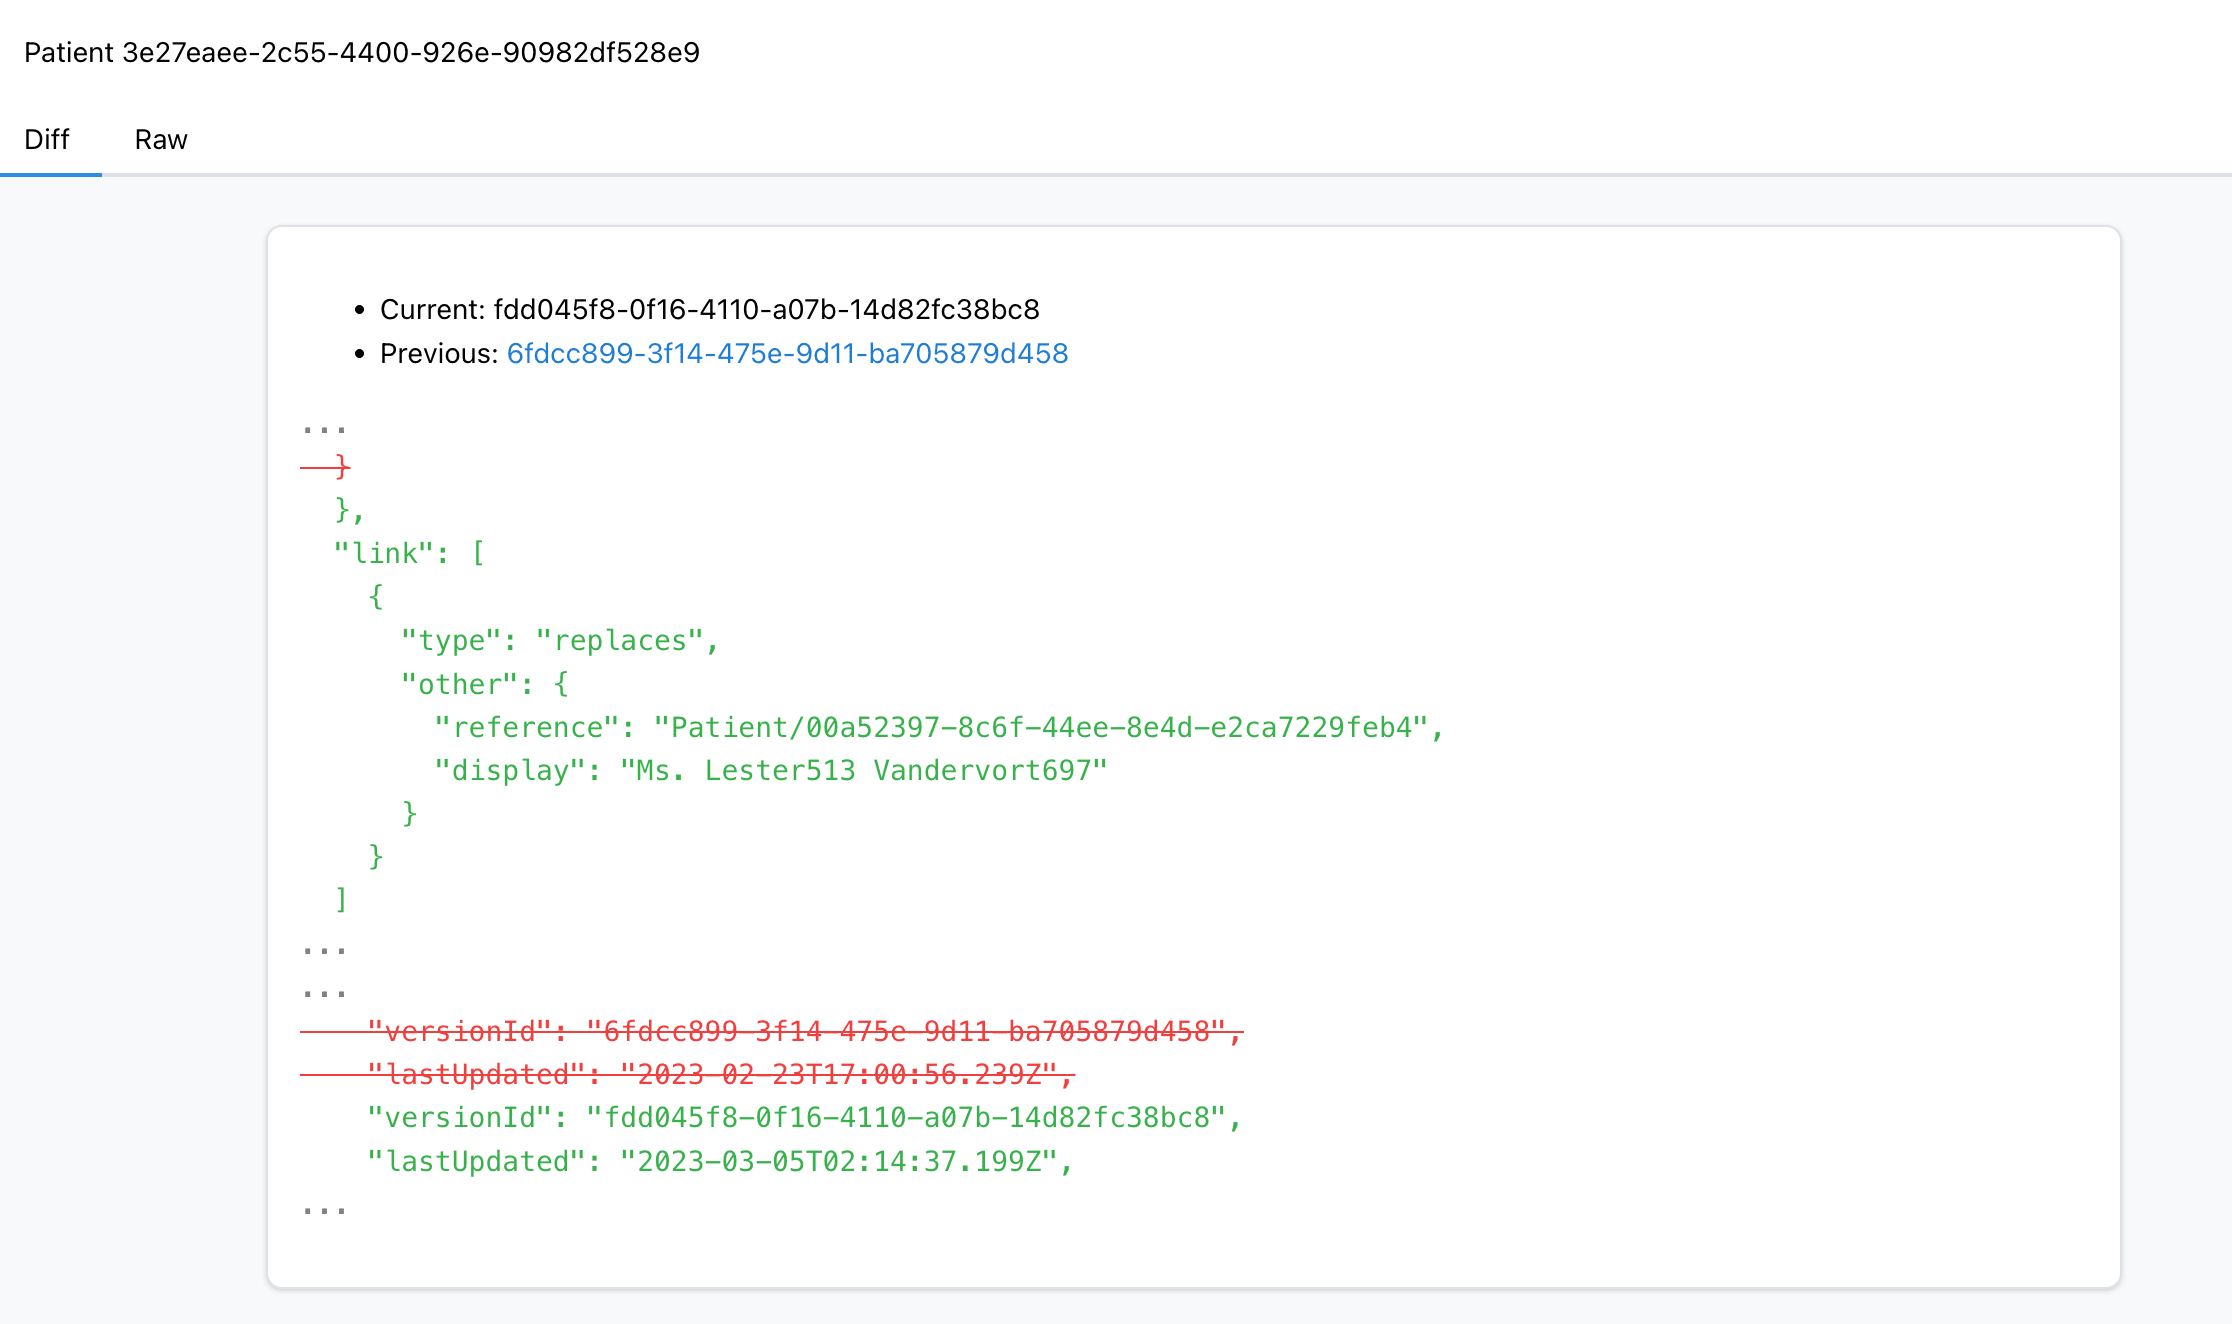 Patient 3e27eaee-2c55-4400-926e-90982df528e9
Diff Raw
• Current: fdd045f8-0f16-4110-a07b-14d82fc38bc8
• Previous: 6fdcc899-3f14-475e-9d11-ba705879d458
...
  }
  },
  "link": [
    {
      "type": "replaces",
      "other": {
        "reference": "Patient/00a52397-8c6f-44ee-8e4d-e2ca7229feb4",
        "display": "Ms. Lester513 Vandervort697"
      }
    }
  ]
...
...
    "versionId": "6fdcc899-3f14-475e-9d11-ba705879d458",
    "lastUpdated": "2023-02-23T17:00:56.239Z",
    "versionId": "fdd045f8-0f16-4110-a07b-14d82fc38bc8",
    "lastUpdated": "2023-03-05T02:14:37.199Z",
...